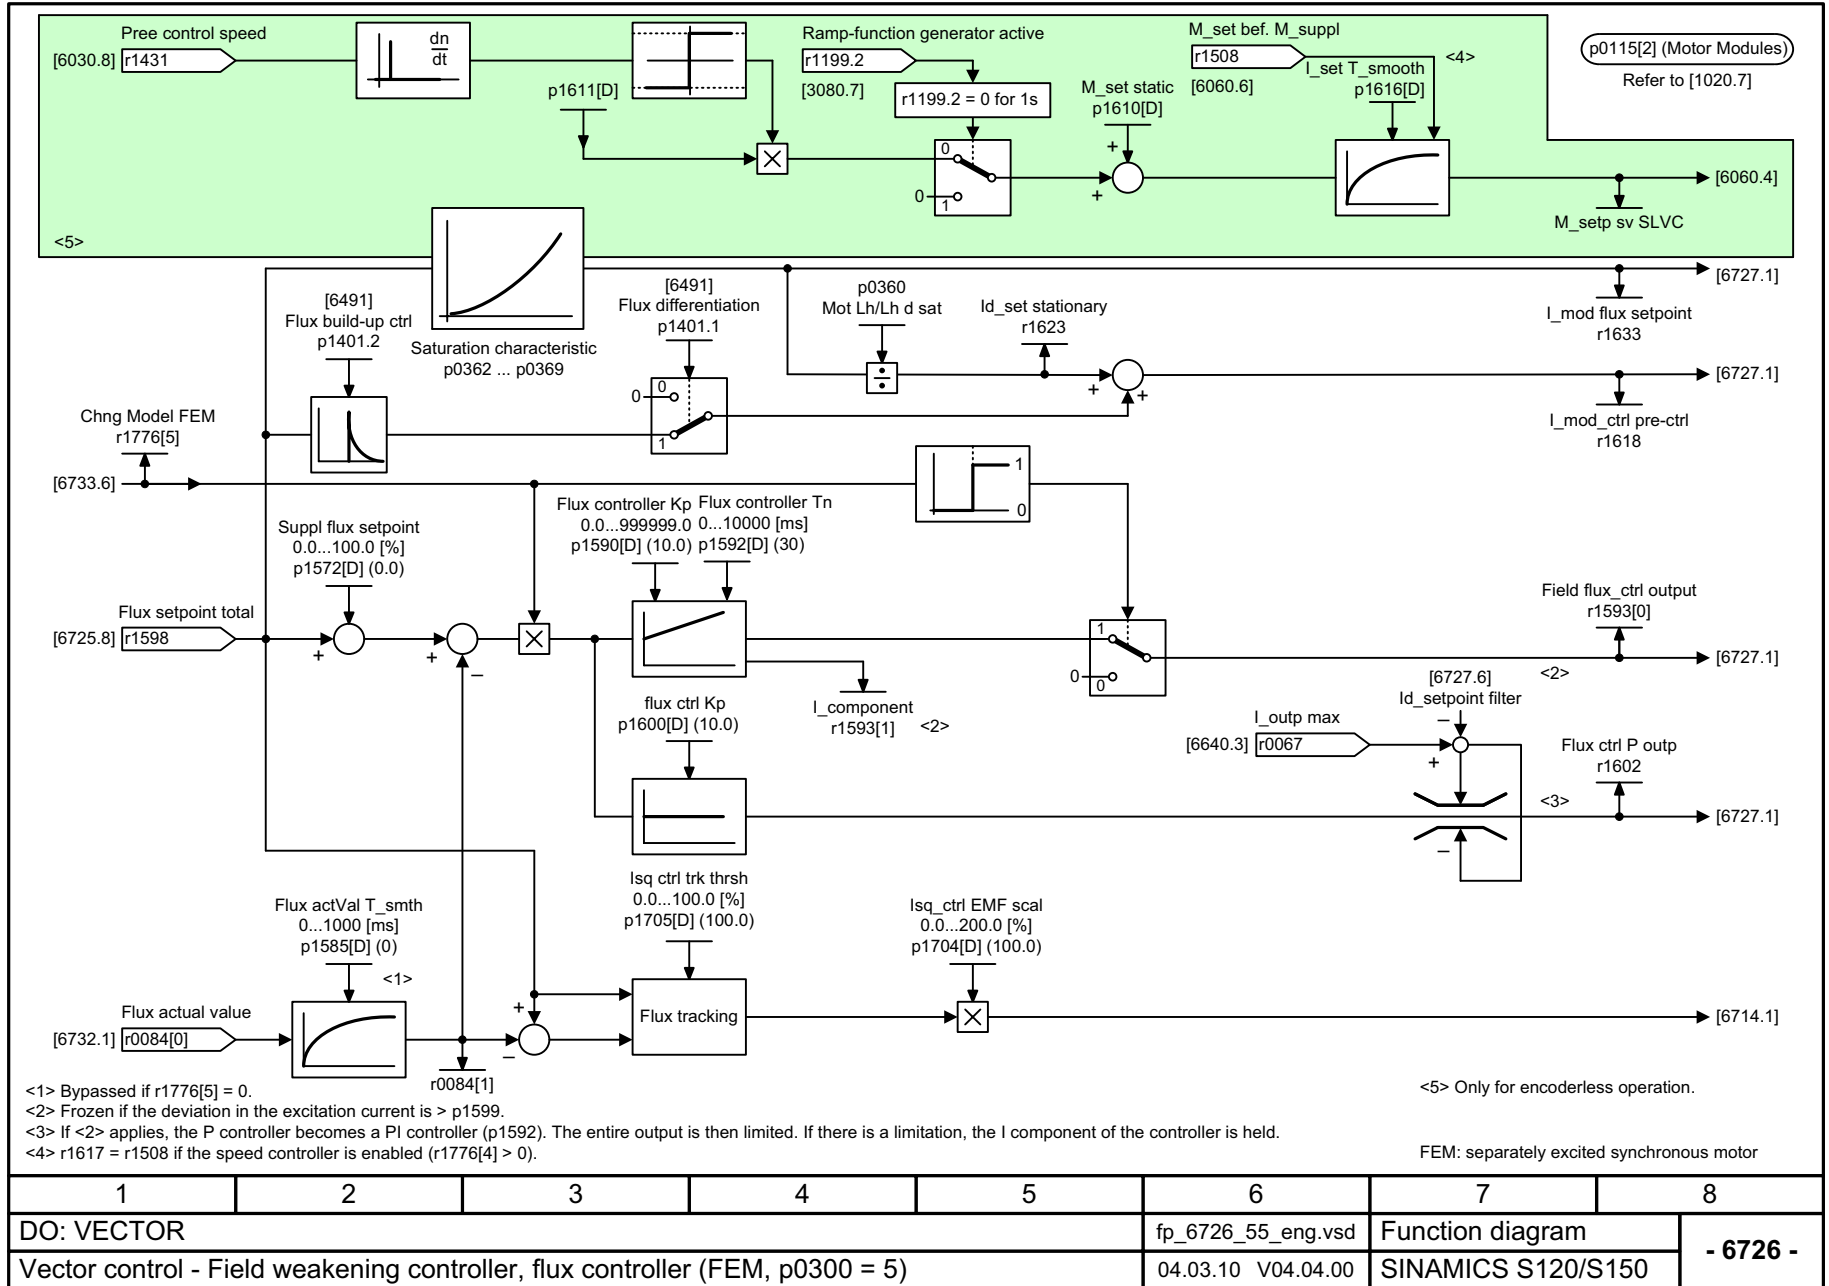 Pree control speed
[6030.8] r1431
dn
dt
p1611[D]
Ramp-function generator active
r1199.2
[3080.7]
r1199.2 = 0 for 1s
0
0
1
M_set static
p1610[D]
+
+
M_set bef. M_suppl
r1508
[6060.6]
<4>
I_set T_smooth
p1616[D]
p0115[2] (Motor Modules)
Refer to [1020.7]
[6060.4]
M_setp sv SLVC
<5>
[6727.1]
I_mod flux setpoint
r1633
[6491]
Flux build-up ctrl
p1401.2
Saturation characteristic
p0362 ... p0369
[6491]
Flux differentiation
p1401.1
0
0
1
p0360
Mot Lh/Lh d sat
÷
Id_set stationary
r1623
+
+
[6727.1]
I_mod_ctrl pre-ctrl
r1618
Chng Model FEM
r1776[5]
[6733.6]
1
0
Suppl flux setpoint
0.0...100.0 [%]
p1572[D] (0.0)
Flux controller Kp
0.0...999999.0
p1590[D] (10.0)
Flux controller Tn
0...10000 [ms]
p1592[D] (30)
Flux setpoint total
[6725.8] r1598
+
+
–
1
0
0
Field flux_ctrl output
r1593[0]
<2>
[6727.1]
I_component
r1593[1]
<2>
flux ctrl Kp
p1600[D] (10.0)
[6727.6]
Id_setpoint filter
–
I_outp max
[6640.3] r0067
+
–
<3>
Flux ctrl P outp
r1602
[6727.1]
Flux actVal T_smth
0...1000 [ms]
p1585[D] (0)
<1>
Isq ctrl trk thrsh
0.0...100.0 [%]
p1705[D] (100.0)
Isq_ctrl EMF scal
0.0...200.0 [%]
p1704[D] (100.0)
Flux actual value
[6732.1] r0084[0]
+
–
r0084[1]
Flux tracking
[6714.1]
<1> Bypassed if r1776[5] = 0.
<2> Frozen if the deviation in the excitation current is > p1599.
<3> If <2> applies, the P controller becomes a PI controller (p1592). The entire output is then limited. If there is a limitation, the I component of the controller is held.
<4> r1617 = r1508 if the speed controller is enabled (r1776[4] > 0).
<5> Only for encoderless operation.
FEM: separately excited synchronous motor
1 2 3 4 5 6 7 8
DO: VECTOR
fp_6726_55_eng.vsd
Function diagram
- 6726 -
Vector control - Field weakening controller, flux controller (FEM, p0300 = 5)
04.03.10 V04.04.00
SINAMICS S120/S150